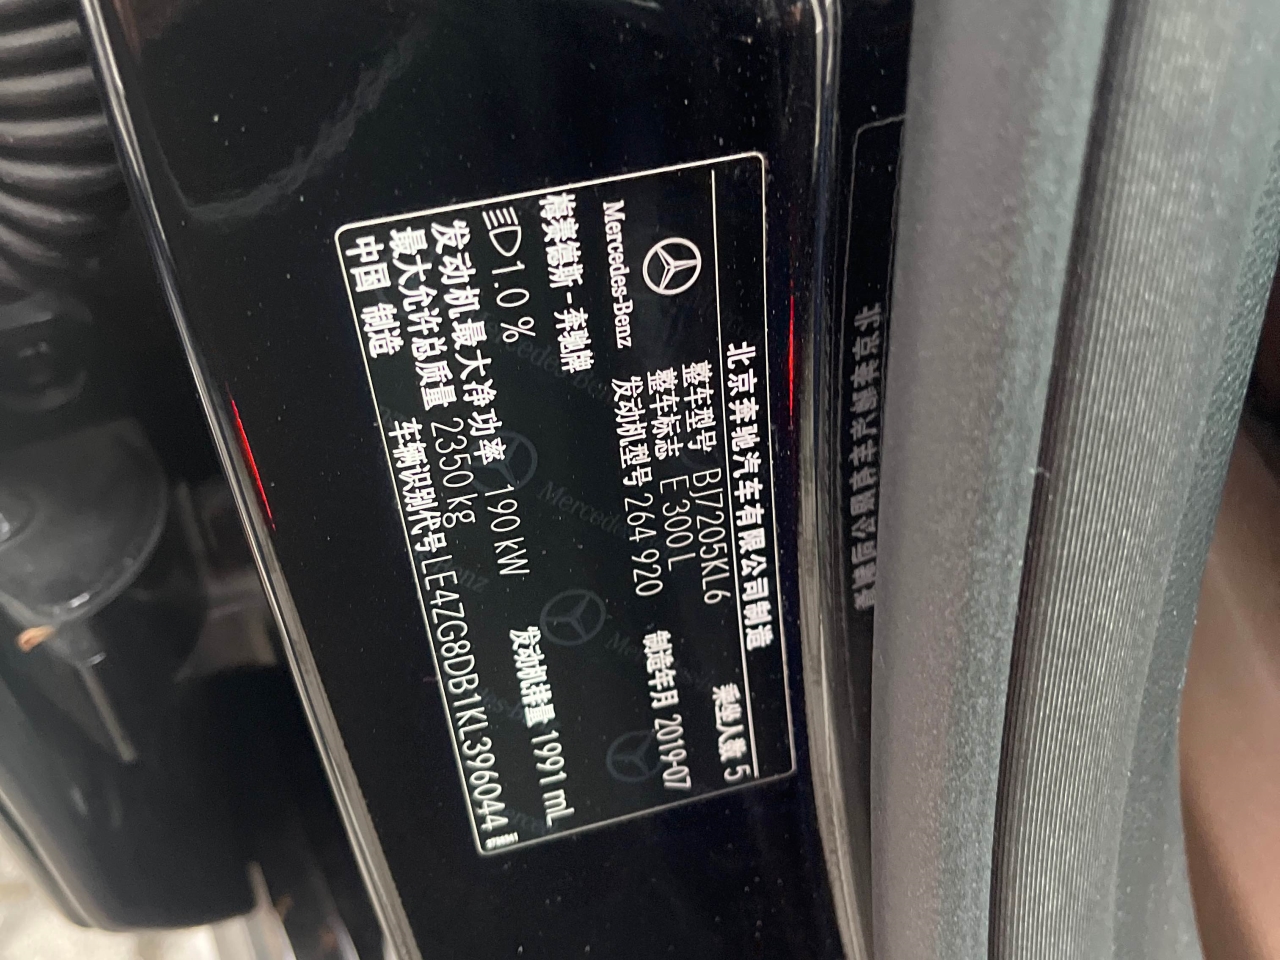 北京奔驰汽车有限公司制造
Mercedes-Benz
整车型号 BJ7205KL6 乘坐人数 5
整车标志 E 300 L
发动机型号 264 920 制造年月 2019-07
梅赛德斯-奔驰牌
1.0 %
发动机最大净功率 190 kW 发动机排量 1991 mL
最大允许总质量 2350 kg
中国 制造 车辆识别代号 LE4ZG8DB1KL396044